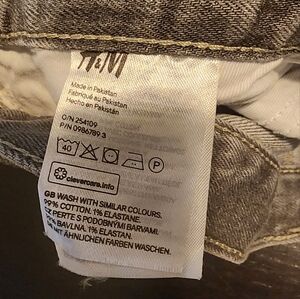 H&M
Made in Pakistan
Fabriqué au Pakistan
Hecho en Pakistán
O/N 254109
P/N 0986789 3
40
P
clevercare.info
GB WASH WITH SIMILAR COLOURS.
99% COTTON. 1% ELASTANE.
CZ PERTE S PODOBNÝMI BARVAMI.
BAVLNA. 1% ELASTAN.
MIT ÄHNLICHEN FARBEN WASCHEN.